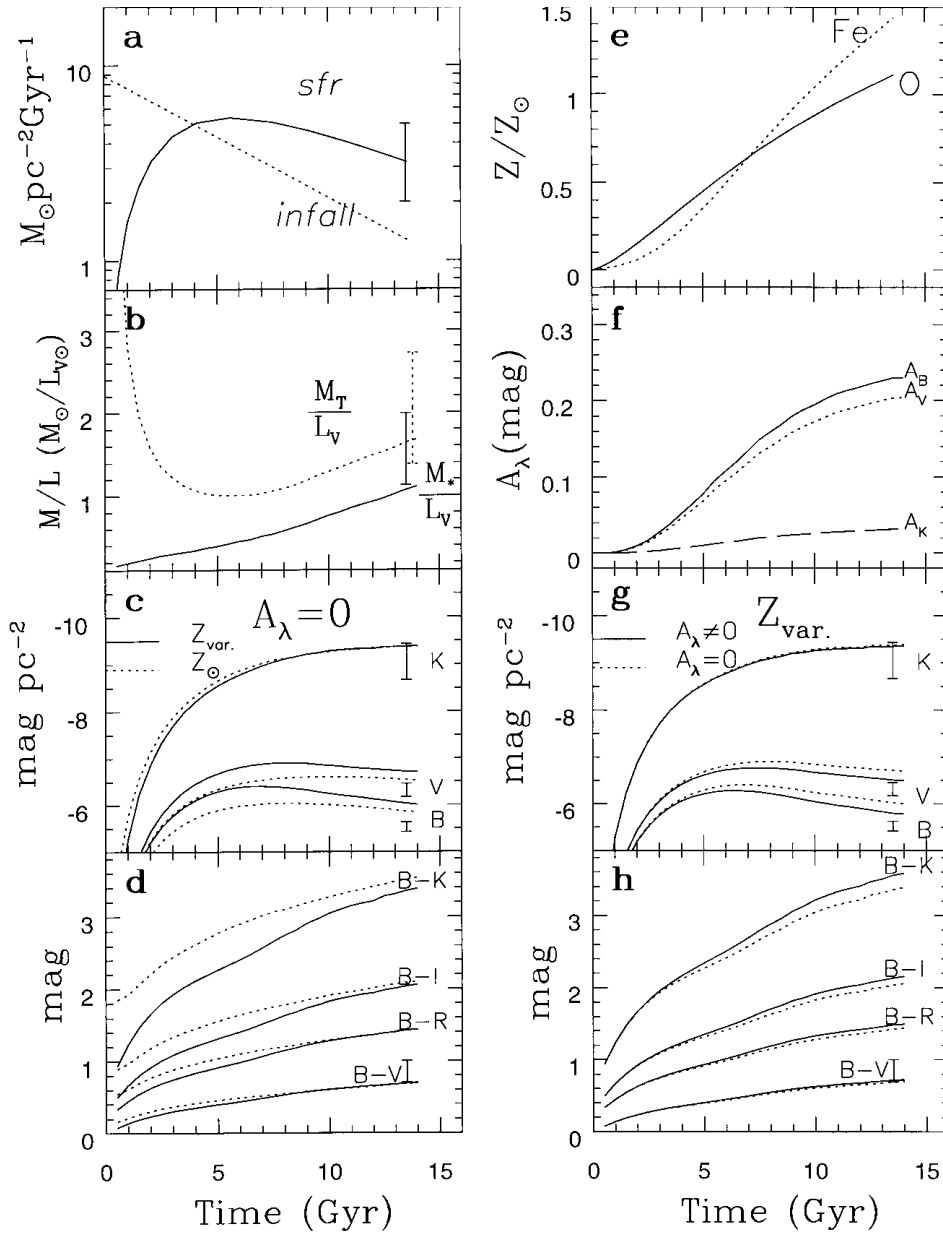 a
sfr
infall
10
1
M⊙pc⁻²Gyr⁻¹
b
M_T
L_V
M_*
L_V
3
2
1
M/L (M⊙/L_V⊙)
c
A_λ=0
Z_var.
Z⊙
K
V
B
-10
-8
-6
mag pc⁻²
d
B-K
B-I
B-R
B-V
3
2
1
0
mag
0 5 10 15
Time (Gyr)
e
Fe
O
1.5
1
0.5
0
Z/Z⊙
f
A_B
A_V
A_K
0.3
0.2
0.1
0
A_λ(mag)
g
Z_var.
A_λ≠0
A_λ=0
K
V
B
-10
-8
-6
mag pc⁻²
h
B-K
B-I
B-R
B-V
3
2
1
0
mag
0 5 10 15
Time (Gyr)